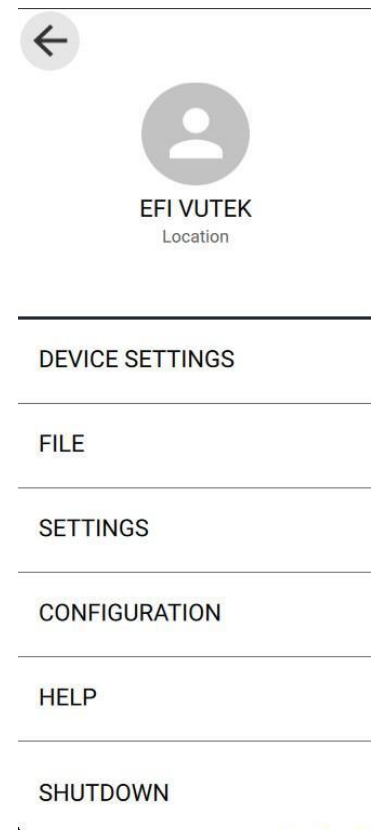 EFI VUTEK
Location
DEVICE SETTINGS
FILE
SETTINGS
CONFIGURATION
HELP
SHUTDOWN